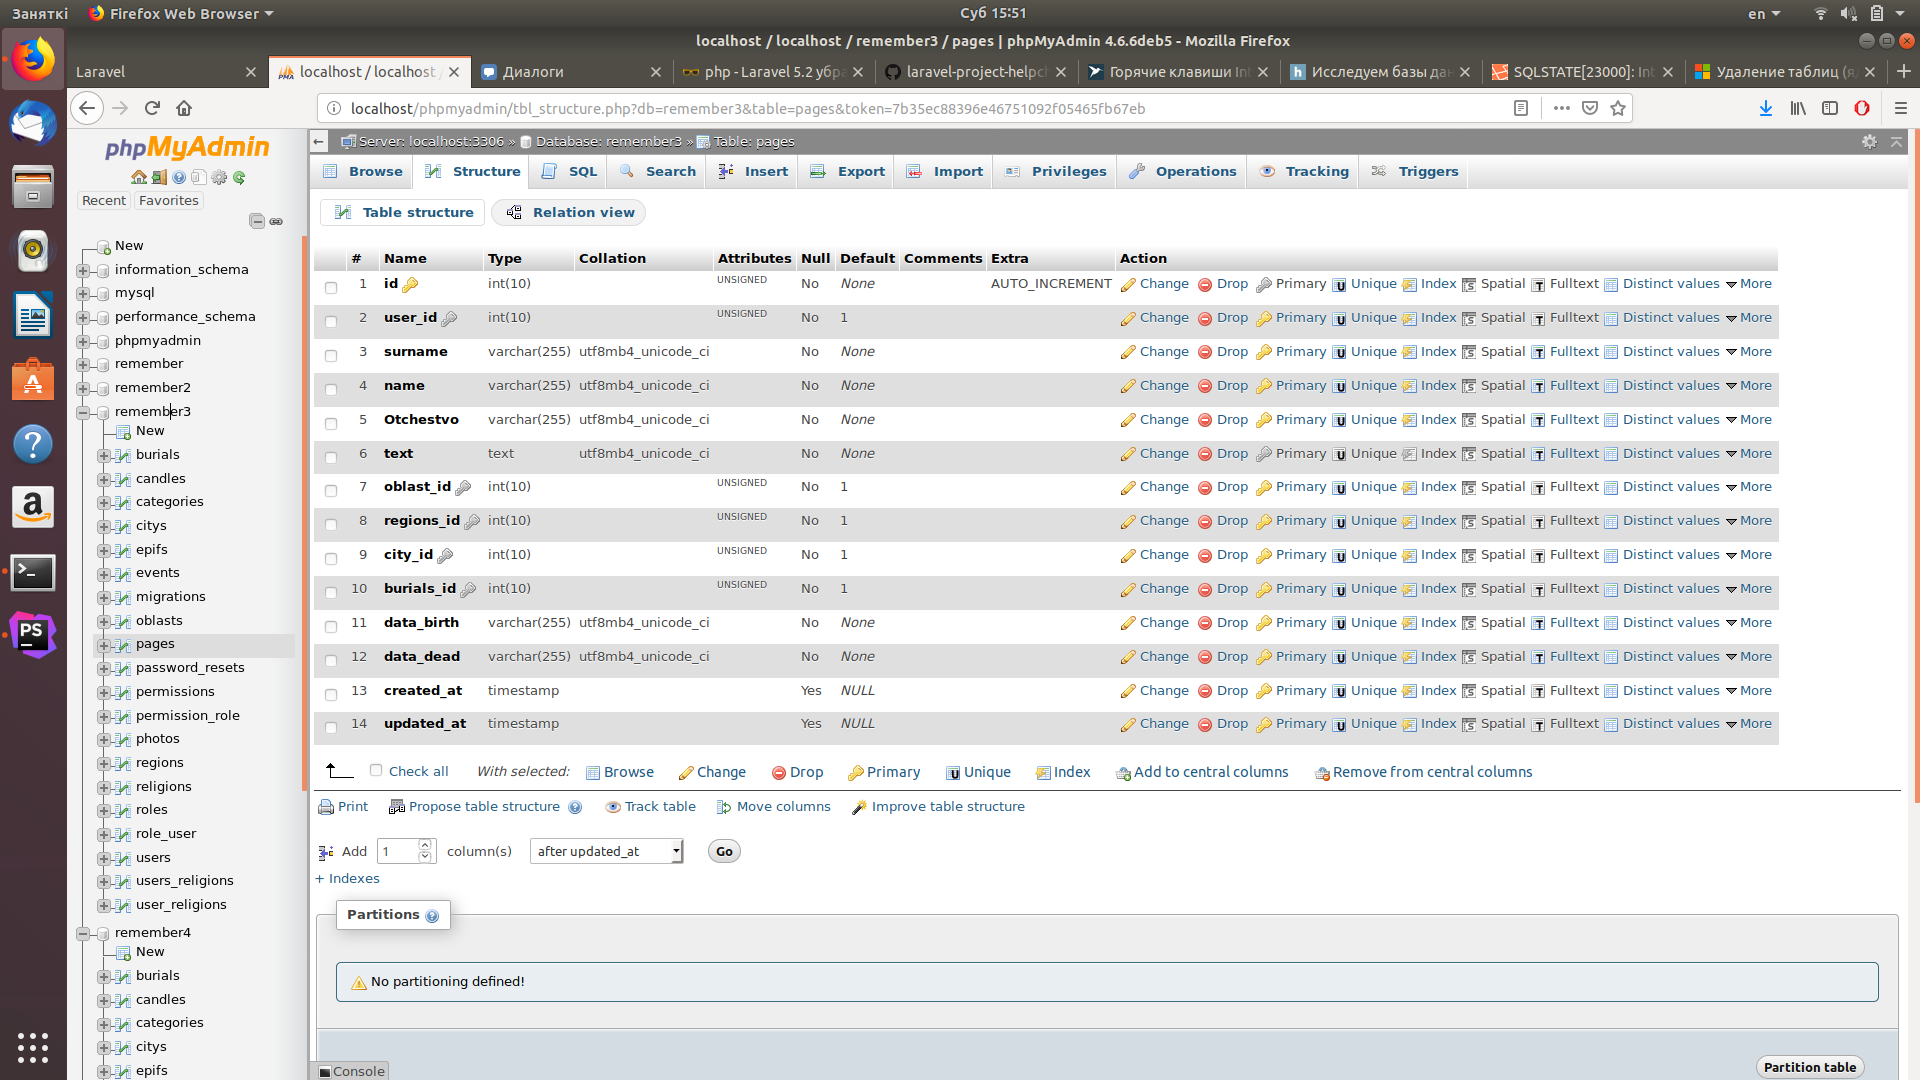 Заняткі Firefox Web Browser Суб 15:51 en
localhost / localhost / remember3 / pages | phpMyAdmin 4.6.6deb5 - Mozilla Firefox
Laravel localhost / localhost Диалоги php - Laravel 5.2 убра laravel-project-helpc Горячие клавиши Int Исследуем базы дан SQLSTATE[23000]: Int Удаление таблиц (я
localhost/phpmyadmin/tbl_structure.php?db=remember3&table=pages&token=7b35ec88396e46751092f05465fb67eb
phpMyAdmin
Recent Favorites
New
information_schema
mysql
performance_schema
phpmyadmin
remember
remember2
remember3
New
burials
candles
categories
citys
epifs
events
migrations
oblasts
pages
password_resets
permissions
permission_role
photos
regions
religions
roles
role_user
users
users_religions
user_religions
remember4
New
burials
candles
categories
citys
epifs
Server: localhost:3306 » Database: remember3 » Table: pages
Browse Structure SQL Search Insert Export Import Privileges Operations Tracking Triggers
Table structure Relation view
# Name Type Collation Attributes Null Default Comments Extra Action
1 id int(10) UNSIGNED No None AUTO_INCREMENT Change Drop Primary Unique Index Spatial Fulltext Distinct values More
2 user_id int(10) UNSIGNED No 1 Change Drop Primary Unique Index Spatial Fulltext Distinct values More
3 surname varchar(255) utf8mb4_unicode_ci No None Change Drop Primary Unique Index Spatial Fulltext Distinct values More
4 name varchar(255) utf8mb4_unicode_ci No None Change Drop Primary Unique Index Spatial Fulltext Distinct values More
5 Otchestvo varchar(255) utf8mb4_unicode_ci No None Change Drop Primary Unique Index Spatial Fulltext Distinct values More
6 text text utf8mb4_unicode_ci No None Change Drop Primary Unique Index Spatial Fulltext Distinct values More
7 oblast_id int(10) UNSIGNED No 1 Change Drop Primary Unique Index Spatial Fulltext Distinct values More
8 regions_id int(10) UNSIGNED No 1 Change Drop Primary Unique Index Spatial Fulltext Distinct values More
9 city_id int(10) UNSIGNED No 1 Change Drop Primary Unique Index Spatial Fulltext Distinct values More
10 burials_id int(10) UNSIGNED No 1 Change Drop Primary Unique Index Spatial Fulltext Distinct values More
11 data_birth varchar(255) utf8mb4_unicode_ci No None Change Drop Primary Unique Index Spatial Fulltext Distinct values More
12 data_dead varchar(255) utf8mb4_unicode_ci No None Change Drop Primary Unique Index Spatial Fulltext Distinct values More
13 created_at timestamp Yes NULL Change Drop Primary Unique Index Spatial Fulltext Distinct values More
14 updated_at timestamp Yes NULL Change Drop Primary Unique Index Spatial Fulltext Distinct values More
Check all With selected: Browse Change Drop Primary Unique Index Add to central columns Remove from central columns
Print Propose table structure Track table Move columns Improve table structure
Add 1 column(s) after updated_at Go
+ Indexes
Partitions
No partitioning defined!
Partition table
Console